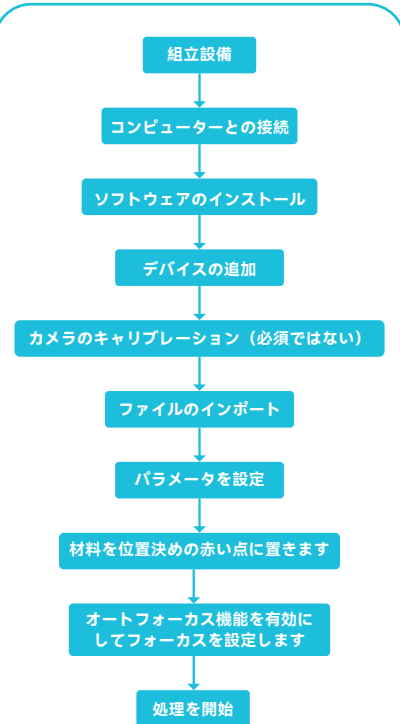 組立設備
コンピューターとの接続
ソフトウェアのインストール
デバイスの追加
カメラのキャリブレーション（必須ではない）
ファイルのインポート
パラメータを設定
材料を位置決めの赤い点に置きます
オートフォーカス機能を有効に
してフォーカスを設定します
処理を開始